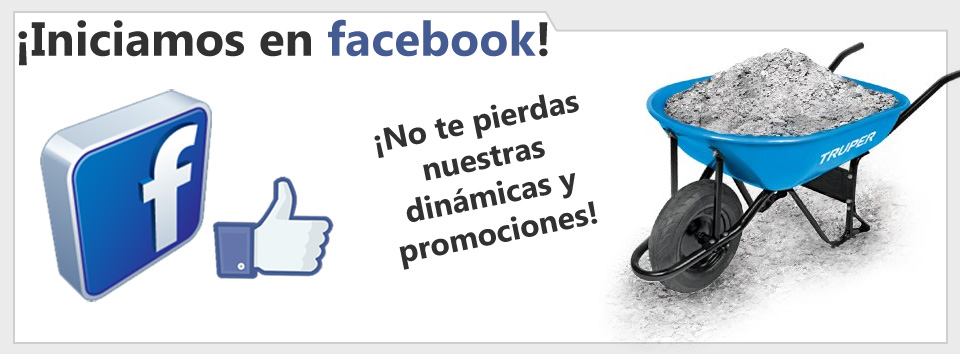 ¡Iniciamos en facebook!
¡No te pierdas
nuestras
dinámicas y
promociones!
TRUPER